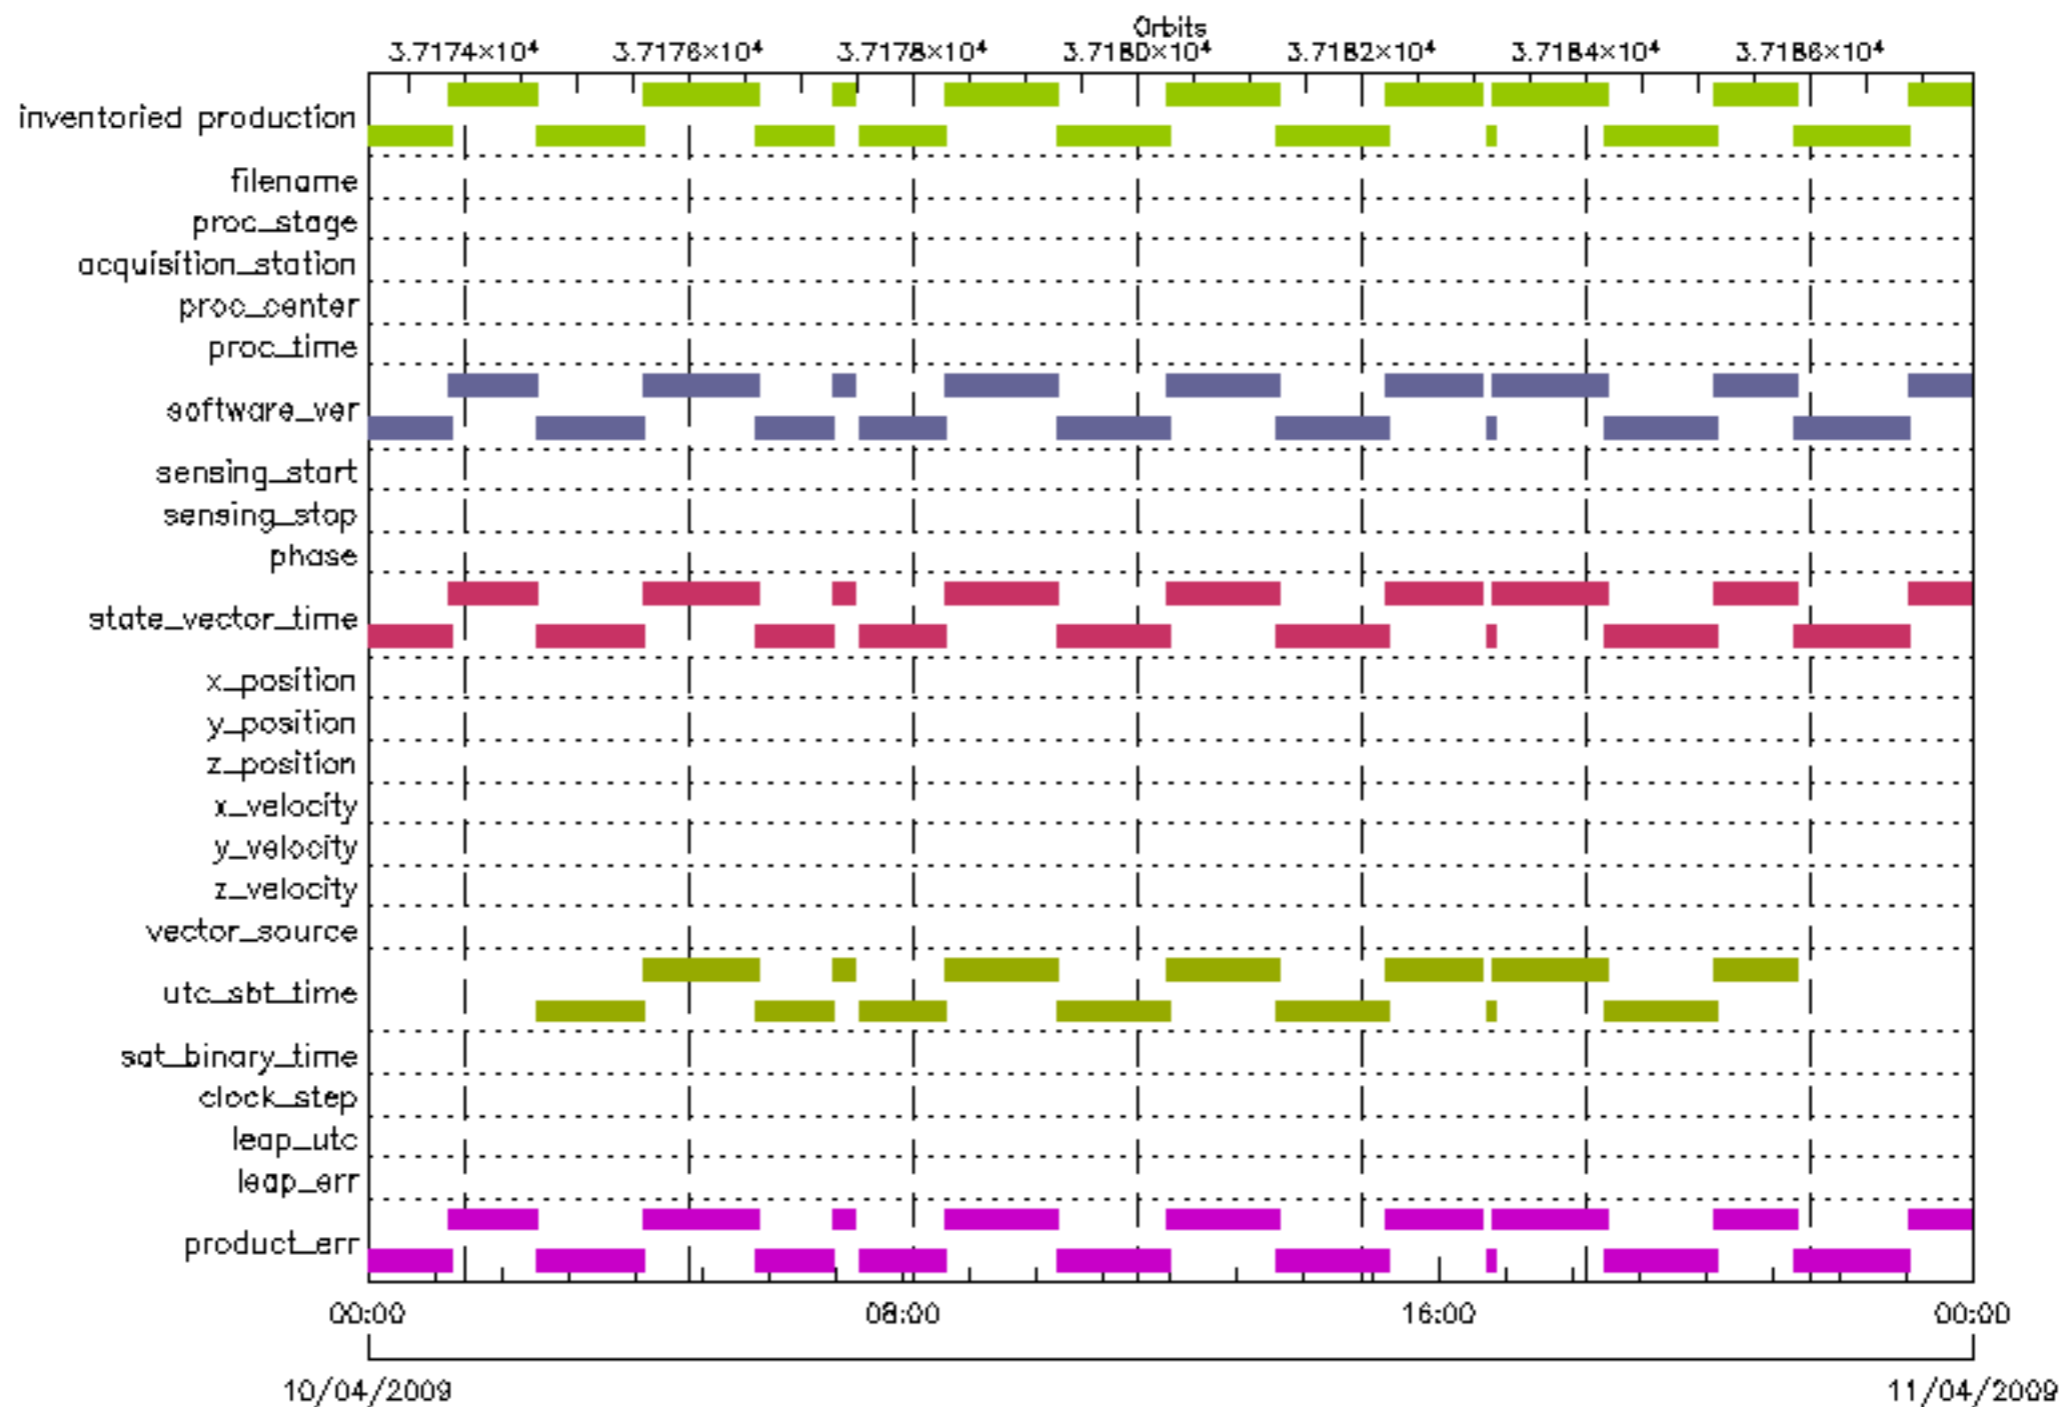 Orbits
3.7174×10⁴ 3.7176×10⁴ 3.7178×10⁴ 3.7180×10⁴ 3.7182×10⁴ 3.7184×10⁴ 3.7186×10⁴
inventoried production
filename
proc_stage
acquisition_station
proc_center
proc_time
software_ver
sensing_start
sensing_stop
phase
state_vector_time
x_position
y_position
z_position
x_velocity
y_velocity
z_velocity
vector_source
utc_sbt_time
sat_binary_time
clock_step
leap_utc
leap_err
product_err
00:00 08:00 16:00 00:00
10/04/2009 11/04/2009